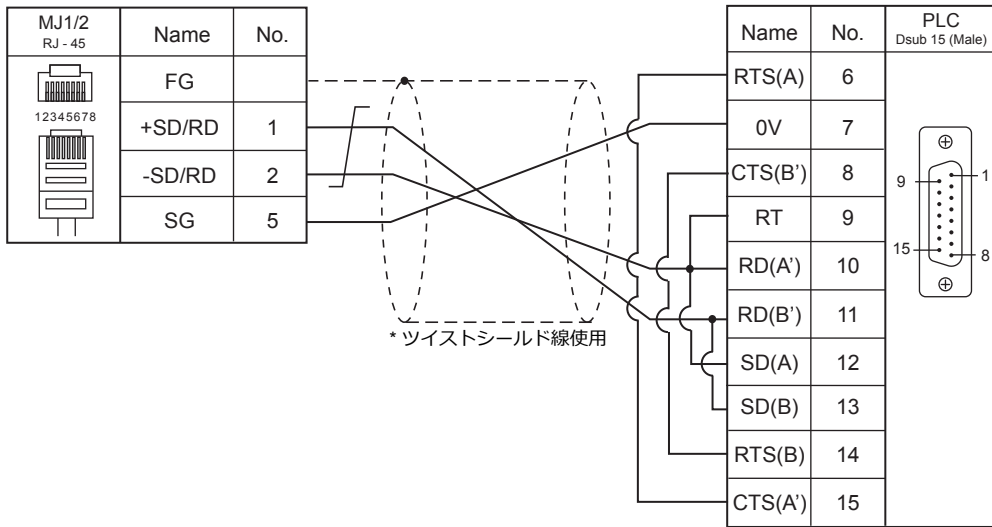 MJ1/2
RJ - 45
Name No.
FG
+SD/RD 1
-SD/RD 2
SG 5
12345678
* ツイストシールド線使用
Name No.
PLC
Dsub 15 (Male)
RTS(A) 6
0V 7
CTS(B') 8
RT 9
RD(A') 10
RD(B') 11
SD(A) 12
SD(B) 13
RTS(B) 14
CTS(A') 15
9 1
15 8